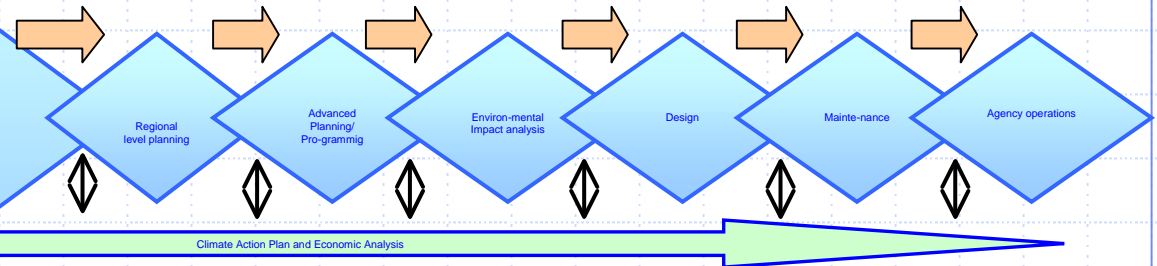 Regional
level planning
Advanced
Planning/
Pro-grammig
Environ-mental
Impact analysis
Design
Mainte-nance
Agency operations
Climate Action Plan and Economic Analysis